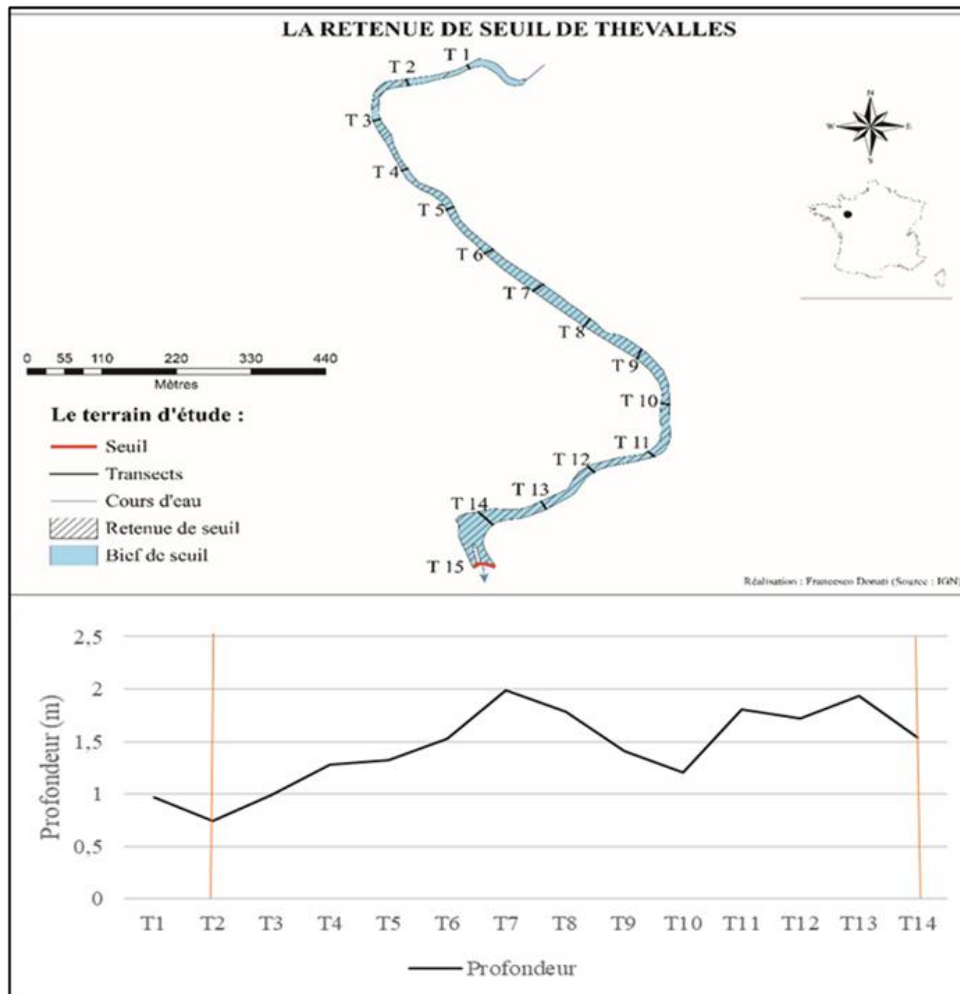 LA RETENUE DE SEUIL DE THEVALLES
T 1
T 2
T 3
T 4
T 5
T 6
T 7
T 8
T 9
T 10
T 11
T 12
T 13
T 14
T 15
N
W
E
S
0 55 110 220 330 440
Mètres
Le terrain d'étude :
Seuil
Transects
Cours d'eau
Retenue de seuil
Bief de seuil
Réalisation : Francesco Donati (Source : IGN)
Profondeur (m)
2,5
2
1,5
1
0,5
0
T1 T2 T3 T4 T5 T6 T7 T8 T9 T10 T11 T12 T13 T14
Profondeur